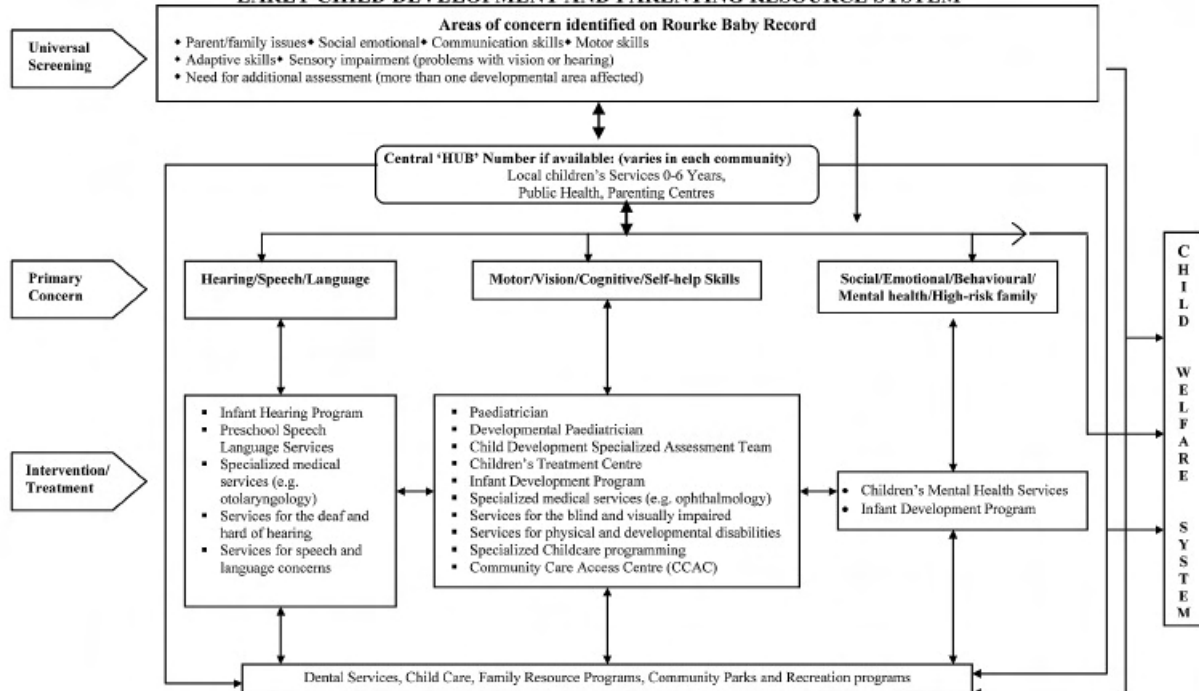 EARLY CHILD DEVELOPMENT AND PARENTING RESOURCE SYSTEM
Universal
Screening
Areas of concern identified on Rourke Baby Record
◆ Parent/family issues◆ Social emotional ◆ Communication skills◆ Motor skills
◆ Adaptive skills◆ Sensory impairment (problems with vision or hearing)
◆ Need for additional assessment (more than one developmental area affected)
Central ‘HUB’ Number if available: (varies in each community)
Local children’s Services 0-6 Years,
Public Health, Parenting Centres
Primary
Concern
Hearing/Speech/Language
Motor/Vision/Cognitive/Self-help Skills
Social/Emotional/Behavioural/
Mental health/High-risk family
Intervention/
Treatment
▪ Infant Hearing Program
▪ Preschool Speech
Language Services
▪ Specialized medical
services (e.g.
otolaryngology)
▪ Services for the deaf and
hard of hearing
▪ Services for speech and
language concerns
▪ Paediatrician
▪ Developmental Paediatrician
▪ Child Development Specialized Assessment Team
▪ Children’s Treatment Centre
▪ Infant Development Program
▪ Specialized medical services (e.g. ophthalmology)
▪ Services for the blind and visually impaired
▪ Services for physical and developmental disabilities
▪ Specialized Childcare programming
▪ Community Care Access Centre (CCAC)
• Children’s Mental Health Services
• Infant Development Program
CHILD WELFARE SYSTEM
Dental Services, Child Care, Family Resource Programs, Community Parks and Recreation programs